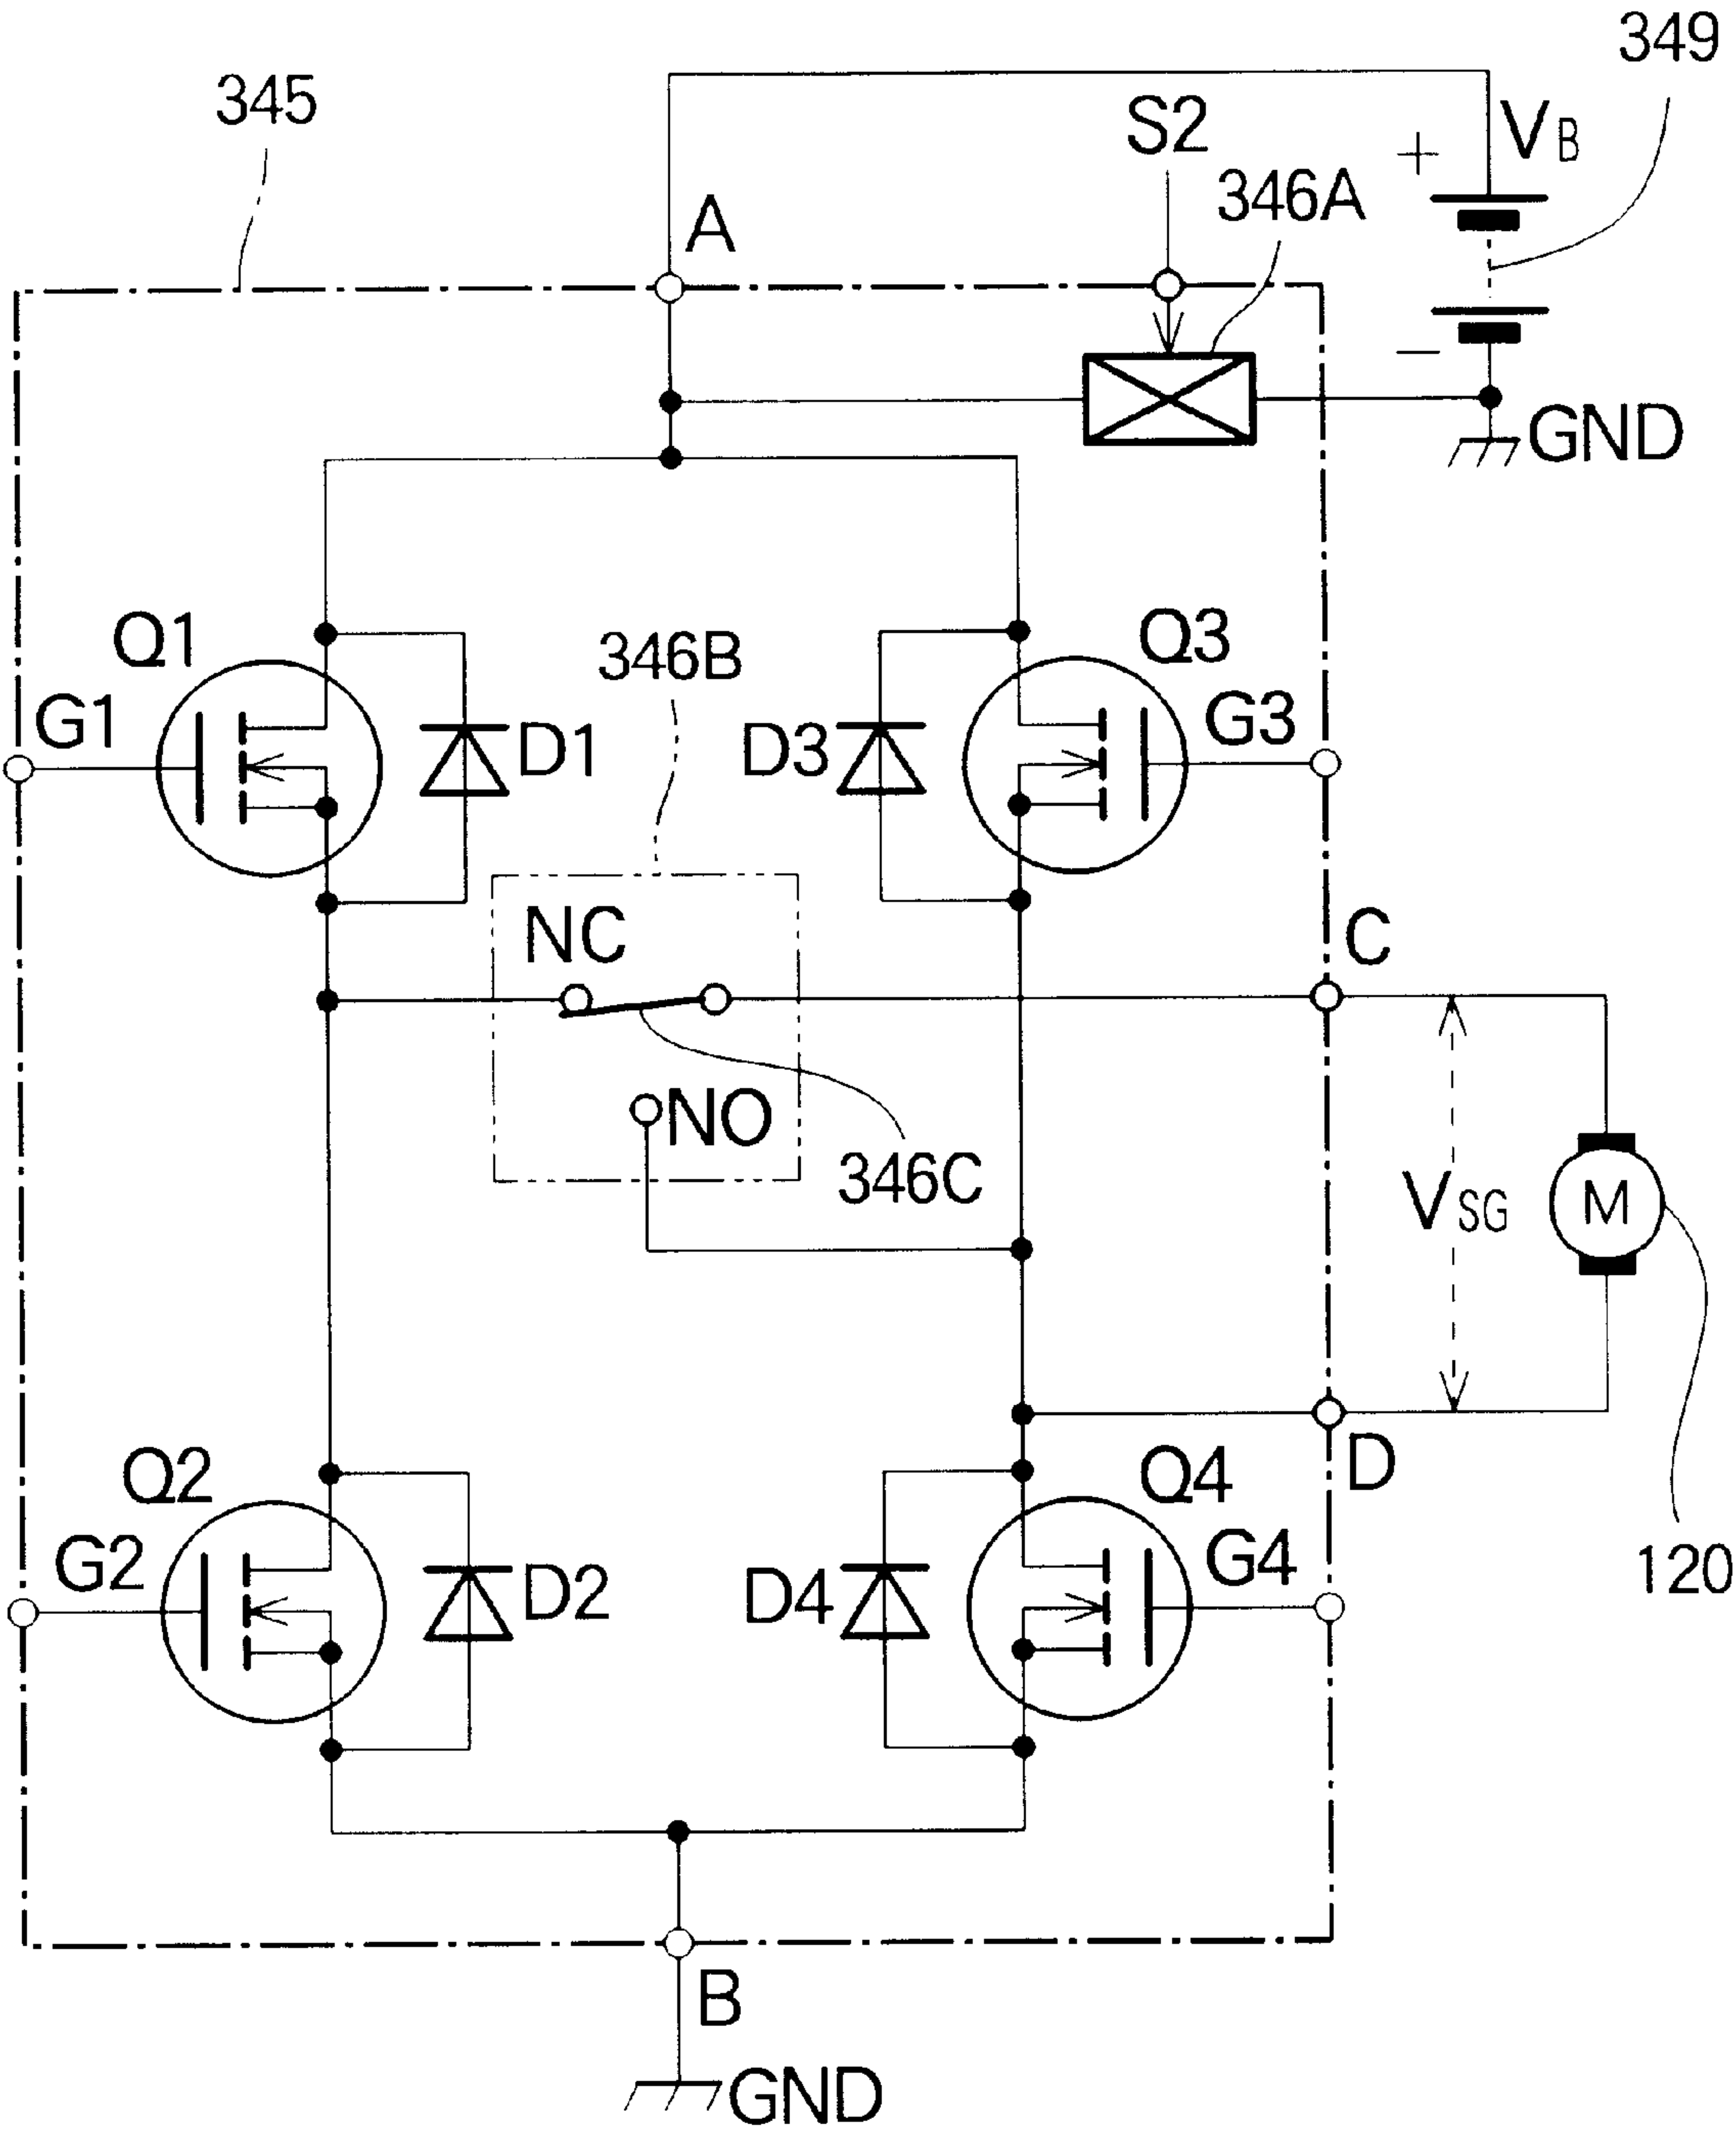 349
345
S2
+
VB
346A
A
−
GND
Q1
346B
Q3
G1
D1
D3
G3
NC
C
NO
346C
VSG
M
Q2
Q4
D
G2
D2
D4
G4
120
B
GND